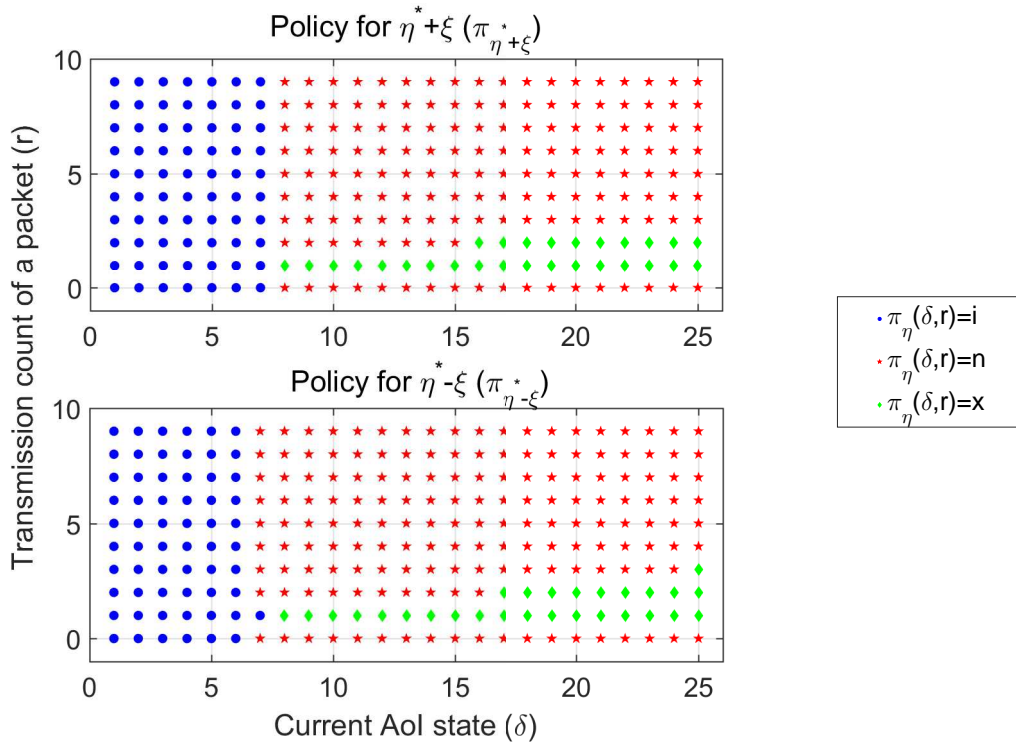 Policy for η*+ξ (π_η*+ξ)
10
5
0
0 5 10 15 20 25
Policy for η*-ξ (π_η*-ξ)
10
5
0
0 5 10 15 20 25
Transmission count of a packet (r)
Current AoI state (δ)
π_η(δ,r)=i
π_η(δ,r)=n
π_η(δ,r)=x